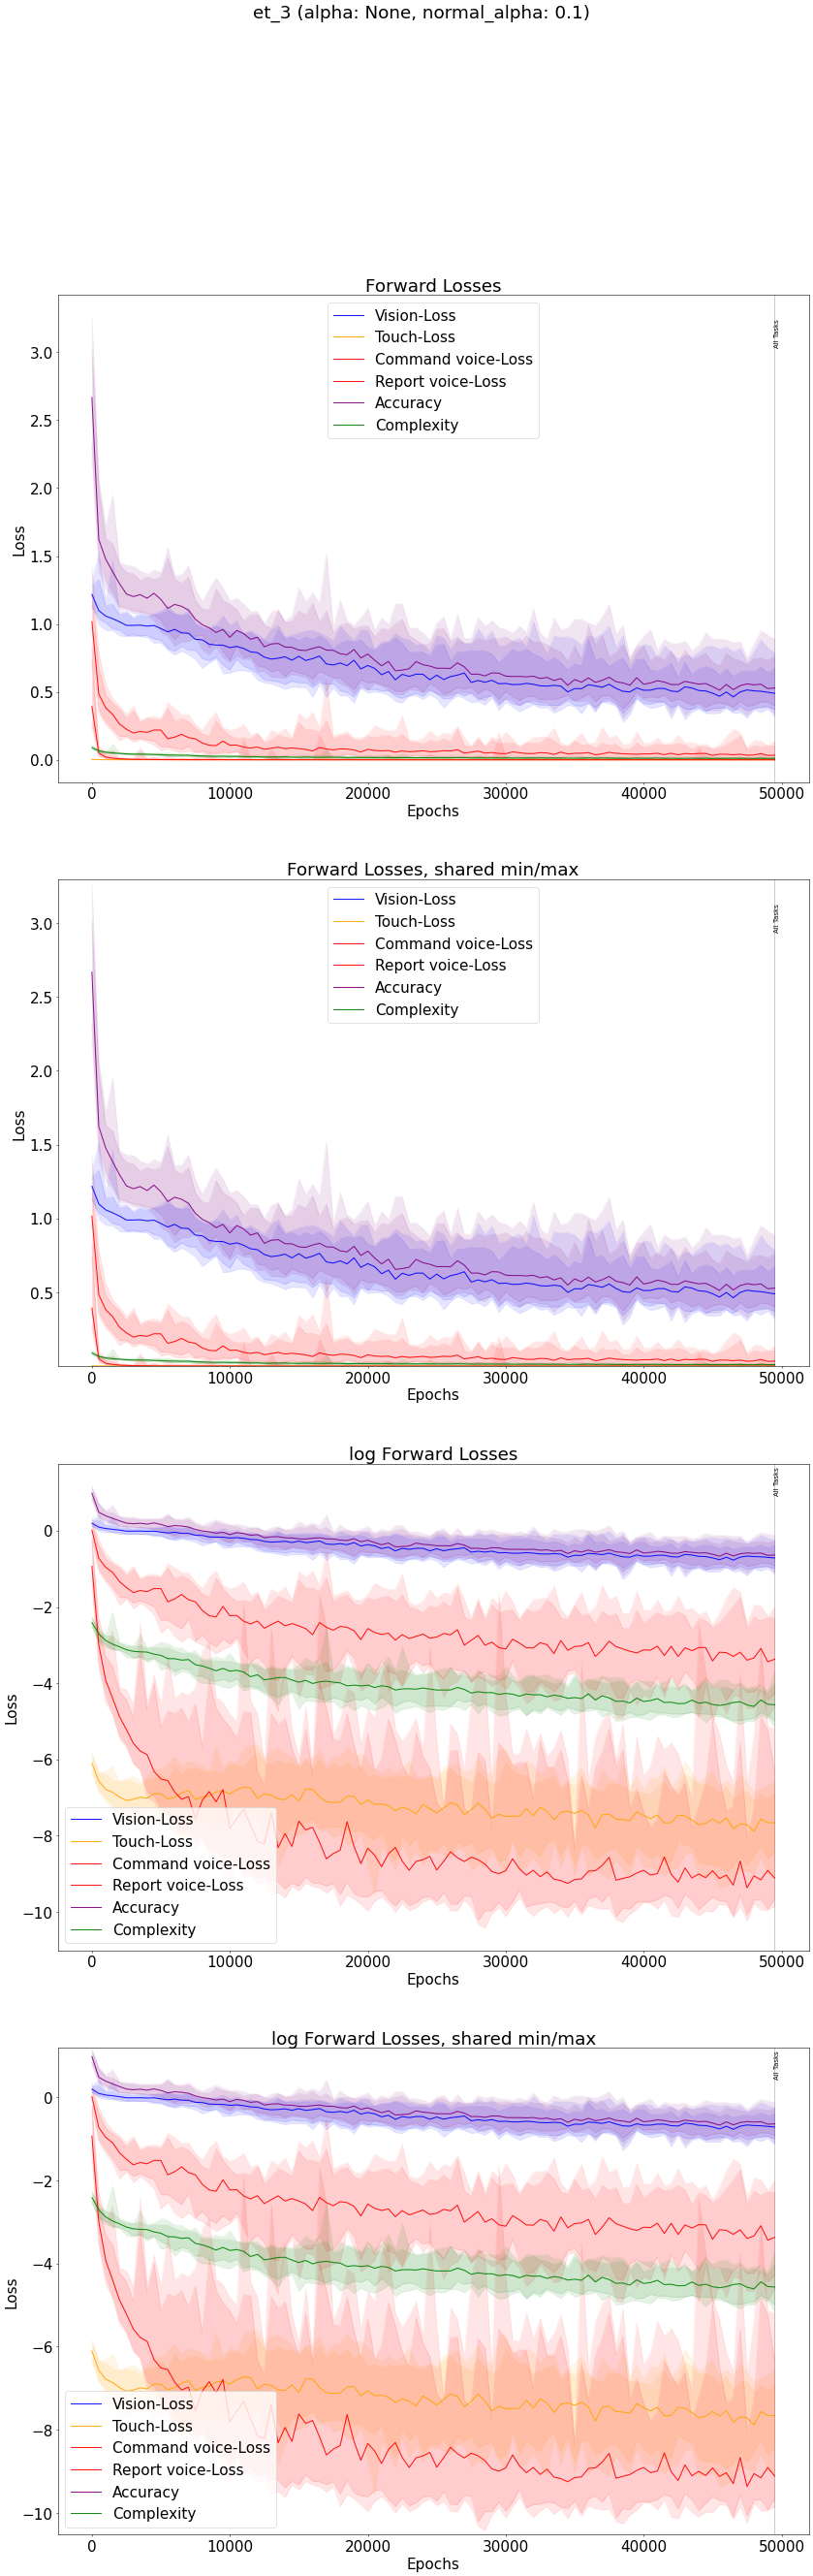 et_3 (alpha: None, normal_alpha: 0.1)
Forward Losses
Vision-Loss
Touch-Loss
Command voice-Loss
Report voice-Loss
Accuracy
Complexity
All Tasks
3.0
2.5
2.0
1.5
1.0
0.5
0.0
Loss
0 10000 20000 30000 40000 50000
Epochs
Forward Losses, shared min/max
Vision-Loss
Touch-Loss
Command voice-Loss
Report voice-Loss
Accuracy
Complexity
All Tasks
3.0
2.5
2.0
1.5
1.0
0.5
Loss
0 10000 20000 30000 40000 50000
Epochs
log Forward Losses
All Tasks
0
−2
−4
−6
−8
−10
Loss
Vision-Loss
Touch-Loss
Command voice-Loss
Report voice-Loss
Accuracy
Complexity
0 10000 20000 30000 40000 50000
Epochs
log Forward Losses, shared min/max
All Tasks
0
−2
−4
−6
−8
−10
Loss
Vision-Loss
Touch-Loss
Command voice-Loss
Report voice-Loss
Accuracy
Complexity
0 10000 20000 30000 40000 50000
Epochs